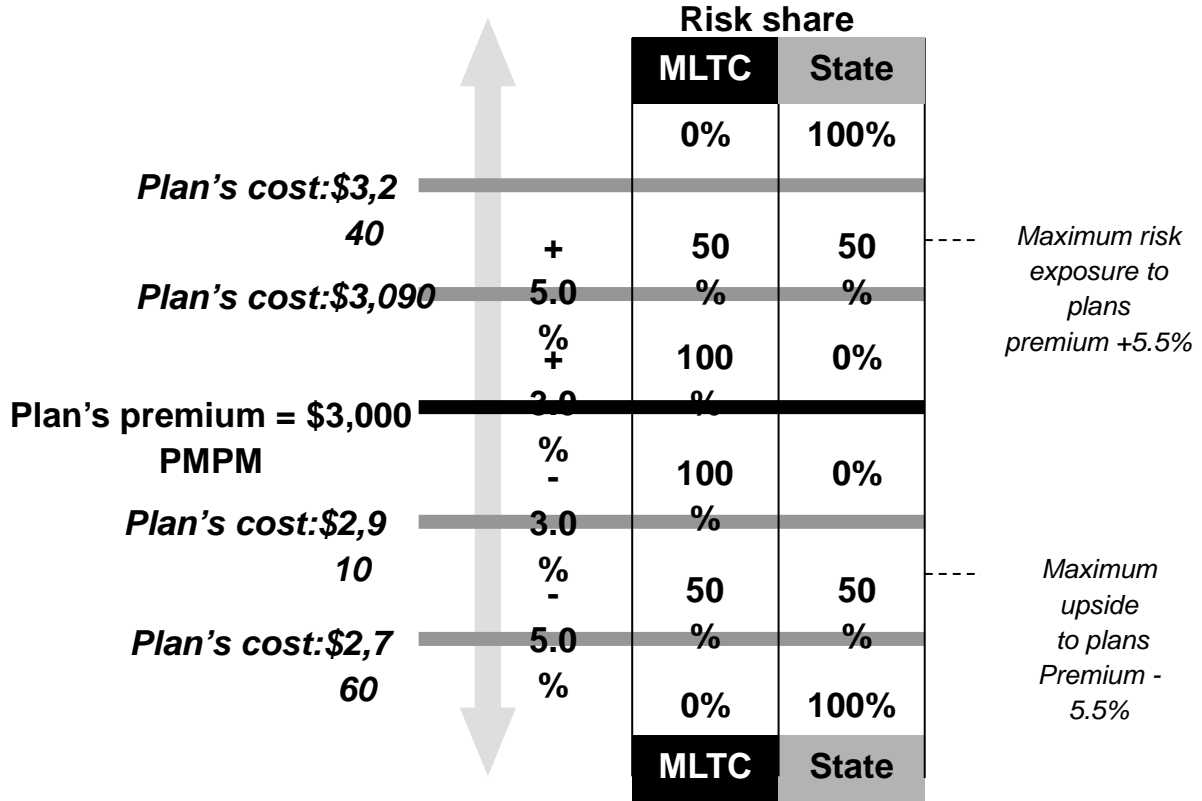 Risk share
MLTC State
0% 100%
Plan's cost:$3,2
40
+
5.0
%
50
%
50
%
Maximum risk
exposure to
plans
premium +5.5%
Plan's cost:$3,090
+
3.0
%
100
%
0%
Plan's premium = $3,000
PMPM
-
3.0
%
100
%
0%
Plan's cost:$2,9
10
-
5.0
%
50
%
50
%
Maximum
upside
to plans
Premium -
5.5%
Plan's cost:$2,7
60
0% 100%
MLTC State